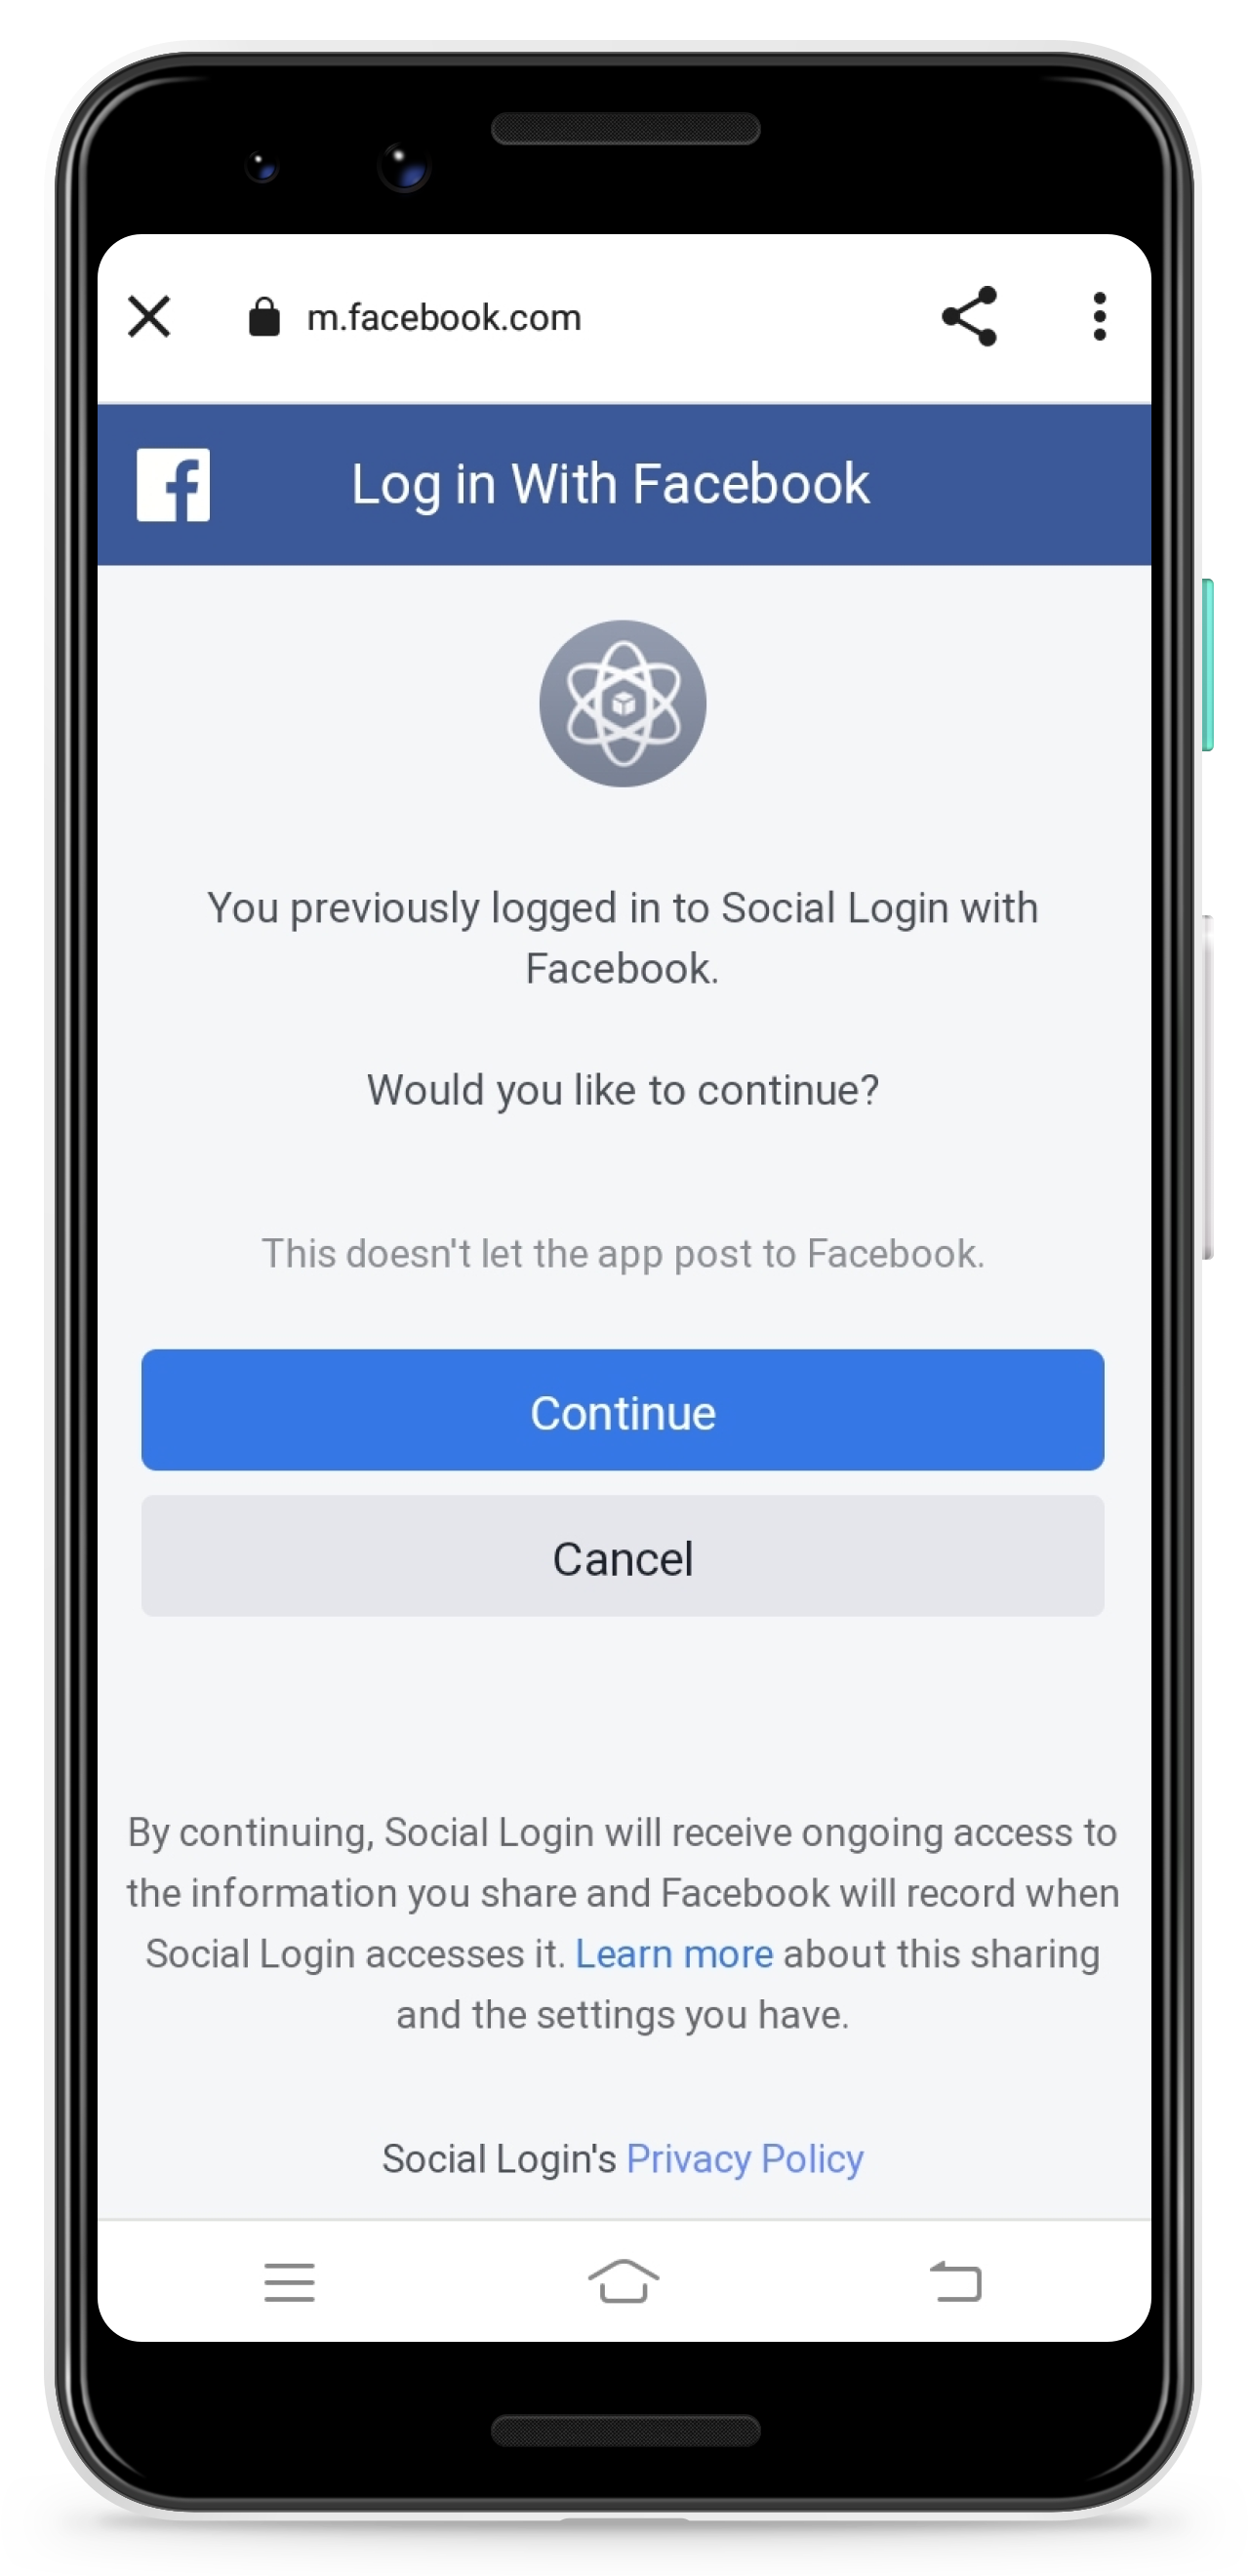 m.facebook.com
Log in With Facebook
You previously logged in to Social Login with
Facebook.
Would you like to continue?
This doesn't let the app post to Facebook.
Continue
Cancel
By continuing, Social Login will receive ongoing access to
the information you share and Facebook will record when
Social Login accesses it. Learn more about this sharing
and the settings you have.
Social Login's Privacy Policy